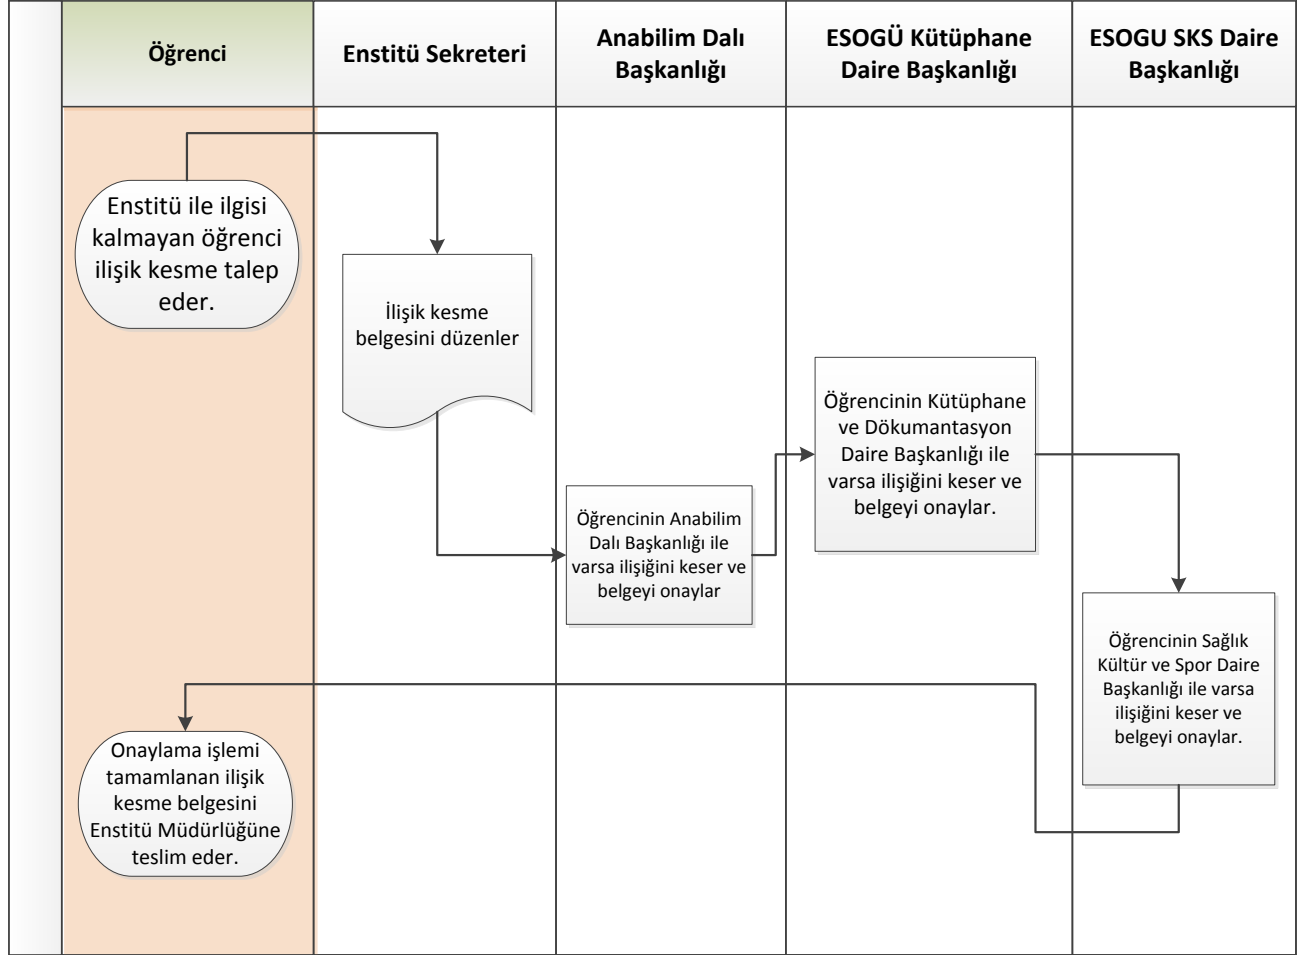 Öğrenci
Enstitü Sekreteri
Anabilim Dalı
Başkanlığı
ESOGÜ Kütüphane
Daire Başkanlığı
ESOGU SKS Daire
Başkanlığı
Enstitü ile ilgisi
kalmayan öğrenci
ilişik kesme talep
eder.
İlişik kesme
belgesini düzenler
Öğrencinin Anabilim
Dalı Başkanlığı ile
varsa ilişiğini keser ve
belgeyi onaylar
Öğrencinin Kütüphane
ve Dökumantasyon
Daire Başkanlığı ile
varsa ilişiğini keser ve
belgeyi onaylar.
Öğrencinin Sağlık
Kültür ve Spor Daire
Başkanlığı ile varsa
ilişiğini keser ve
belgeyi onaylar.
Onaylama işlemi
tamamlanan ilişik
kesme belgesini
Enstitü Müdürlüğüne
teslim eder.